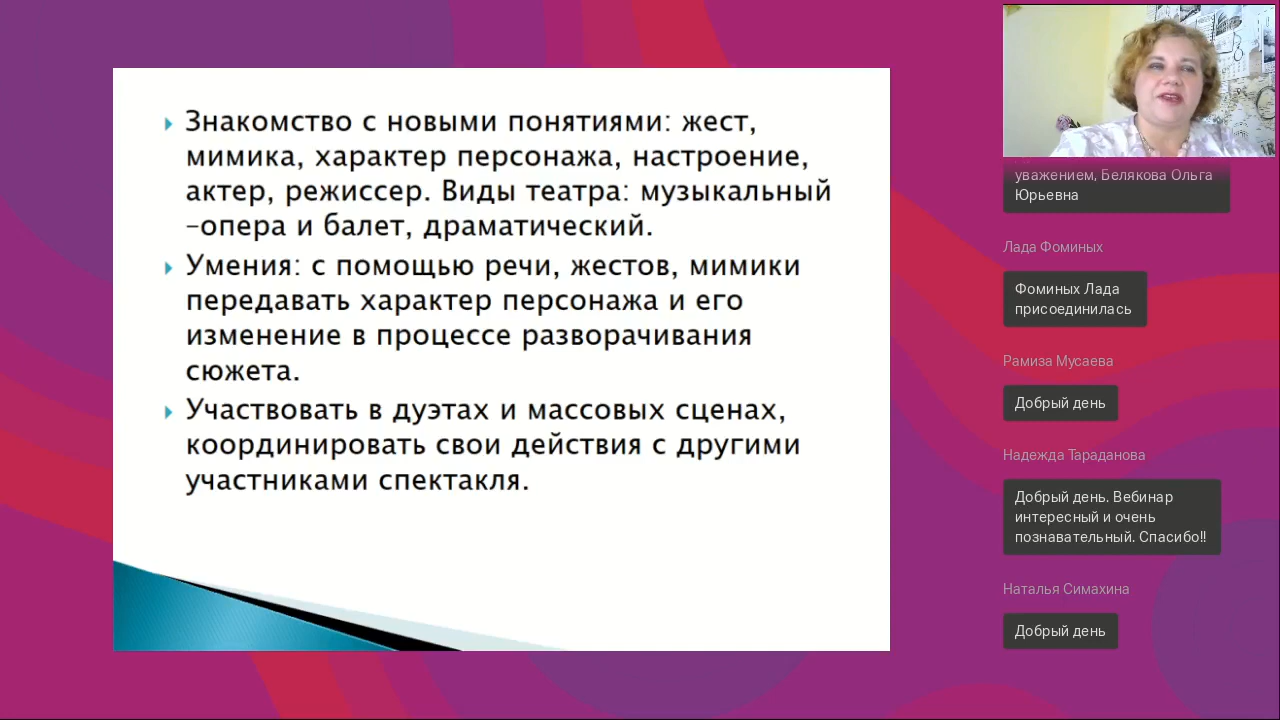 Знакомство с новыми понятиями: жест,
мимика, характер персонажа, настроение,
актер, режиссер. Виды театра: музыкальный
–опера и балет, драматический.
Умения: с помощью речи, жестов, мимики
передавать характер персонажа и его
изменение в процессе разворачивания
сюжета.
Участвовать в дуэтах и массовых сценах,
координировать свои действия с другими
участниками спектакля.
уважением, Белякова Ольга
Юрьевна
Лада Фоминых
Фоминых Лада
присоединилась
Рамиза Мусаева
Добрый день
Надежда Тараданова
Добрый день. Вебинар
интересный и очень
познавательный. Спасибо!!
Наталья Симахина
Добрый день